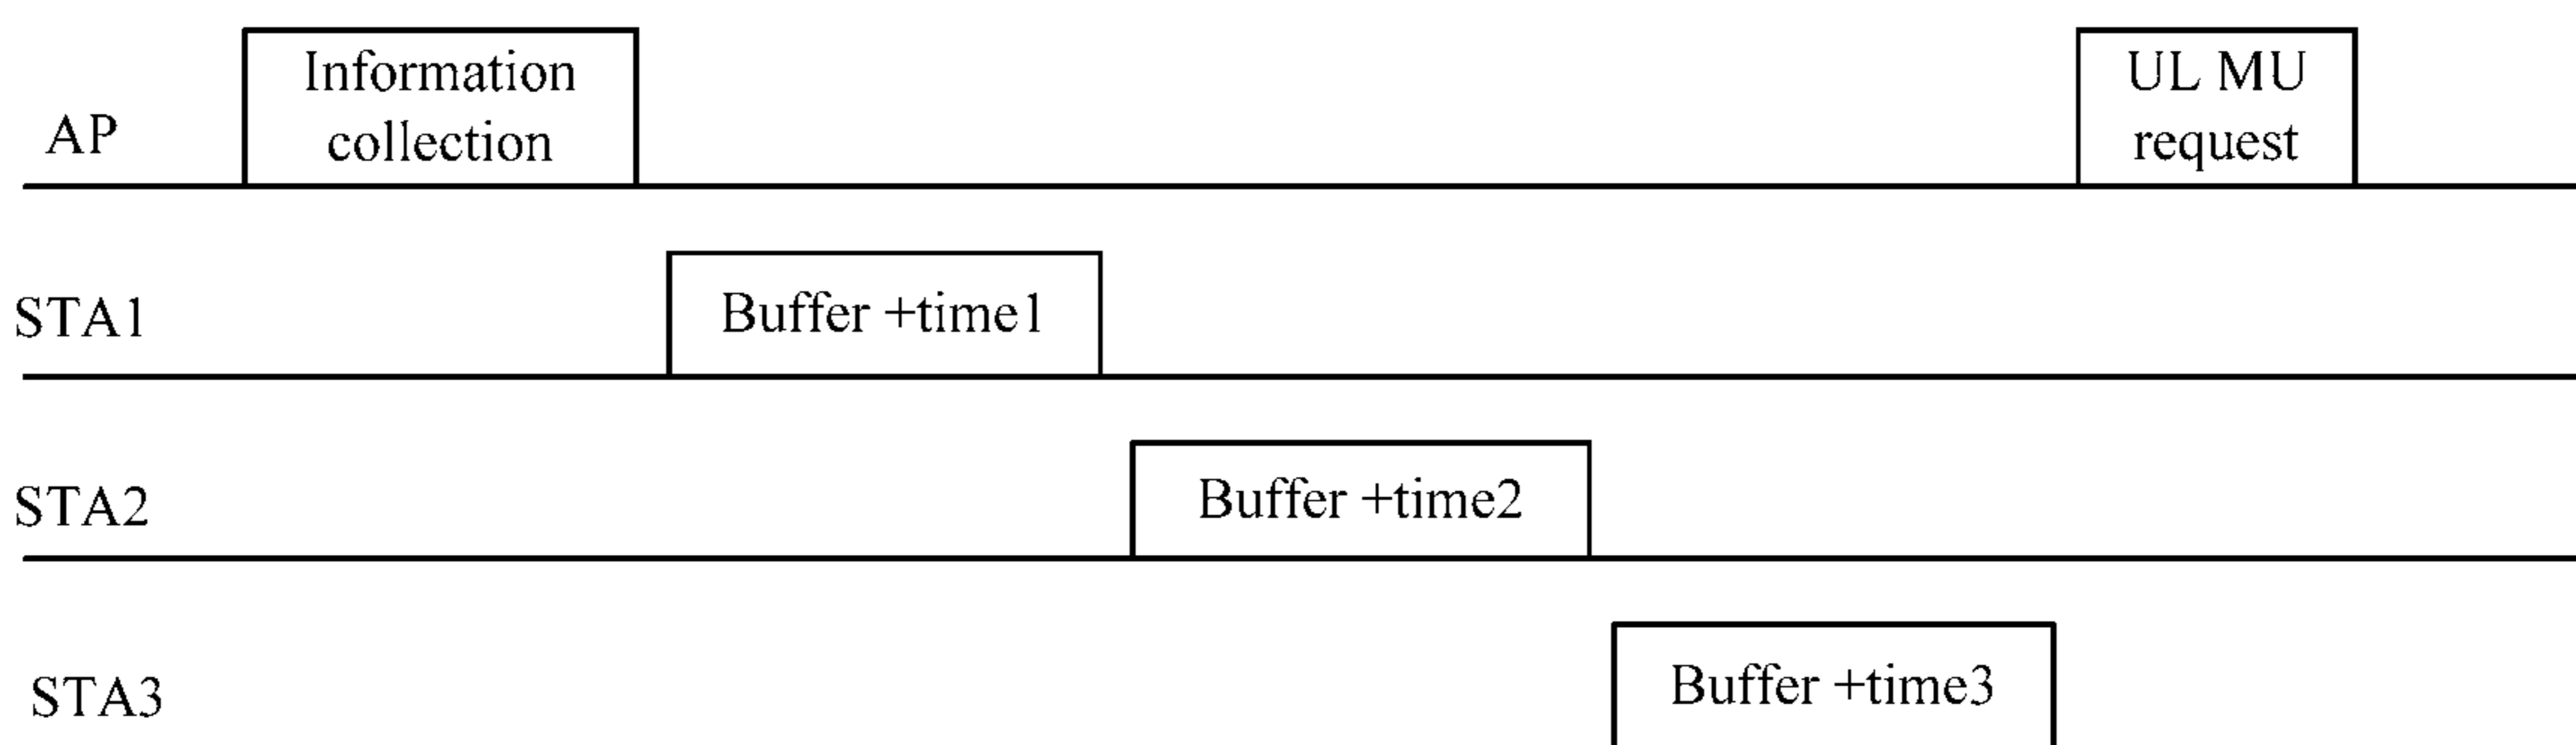 Information
collection
UL MU
request
AP
STA1
Buffer +time1
STA2
Buffer +time2
STA3
Buffer +time3